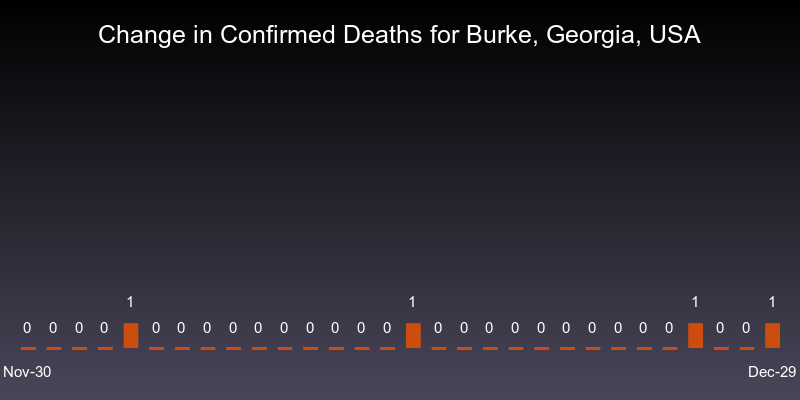 Change in Confirmed Deaths for Burke, Georgia, USA
1 1 1 1
0 0 0 0 0 0 0 0 0 0 0 0 0 0 0 0 0 0 0 0 0 0 0 0 0 0
Nov-30 Dec-29